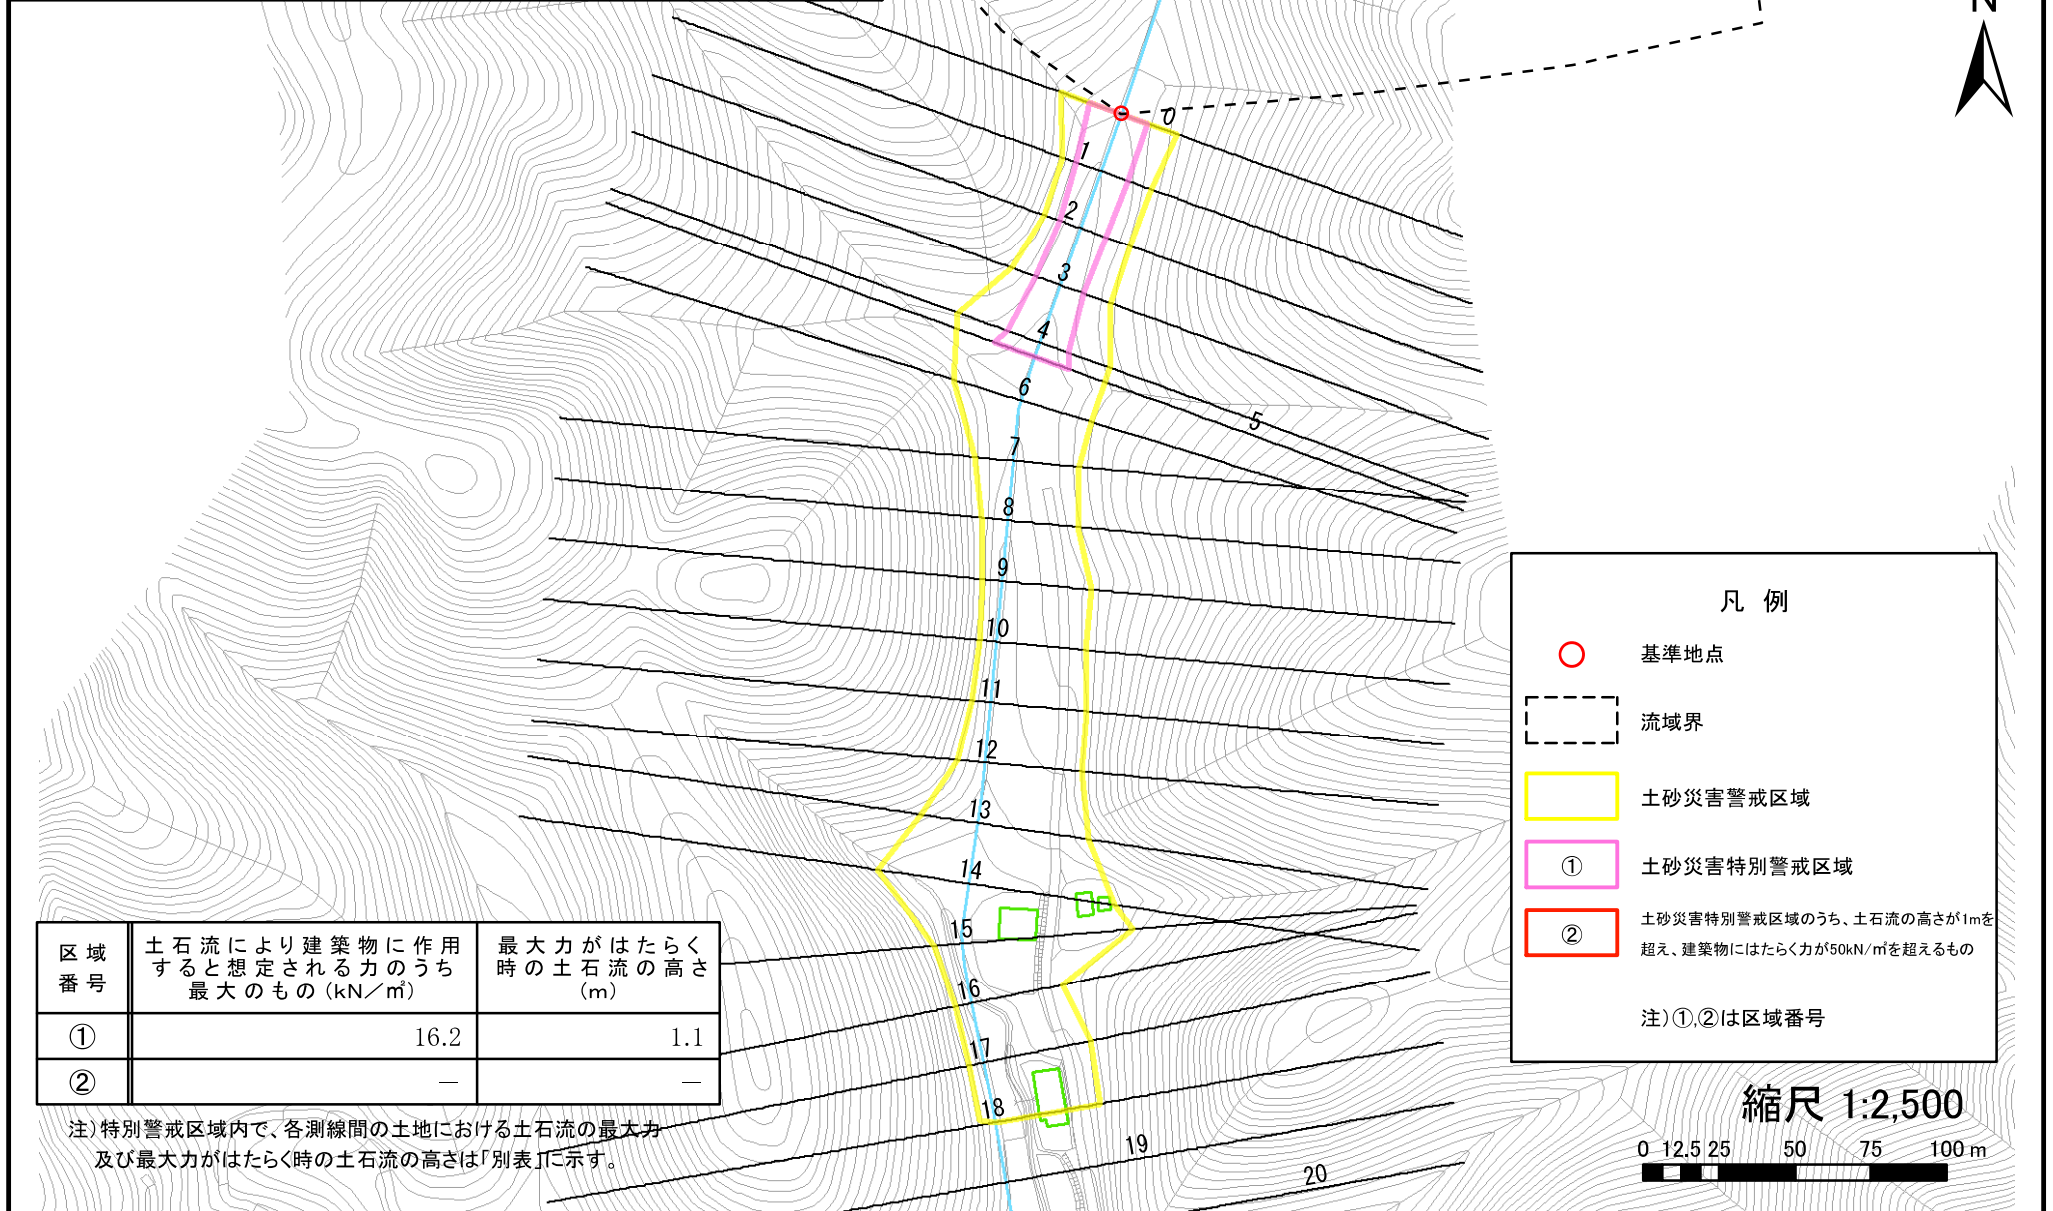 N
0
1
2
3
4
5
6
7
8
9
10
11
12
13
14
15
16
17
18
19
20
凡 例
基準地点
流域界
土砂災害警戒区域
① 土砂災害特別警戒区域
② 土砂災害特別警戒区域のうち、土石流の高さが1mを
超え、建築物にはたらく力が50kN/㎡を超えるもの
注)①,②は区域番号
区域
番号
土石流により建築物に作用
すると想定される力のうち
最大のもの(kN/㎡)
最大力がはたらく
時の土石流の高さ
(m)
① 16.2 1.1
② — —
注)特別警戒区域内で、各測線間の土地における土石流の最大力
及び最大力がはたらく時の土石流の高さは「別表」に示す。
縮尺 1:2,500
0 12.5 25 50 75 100 m